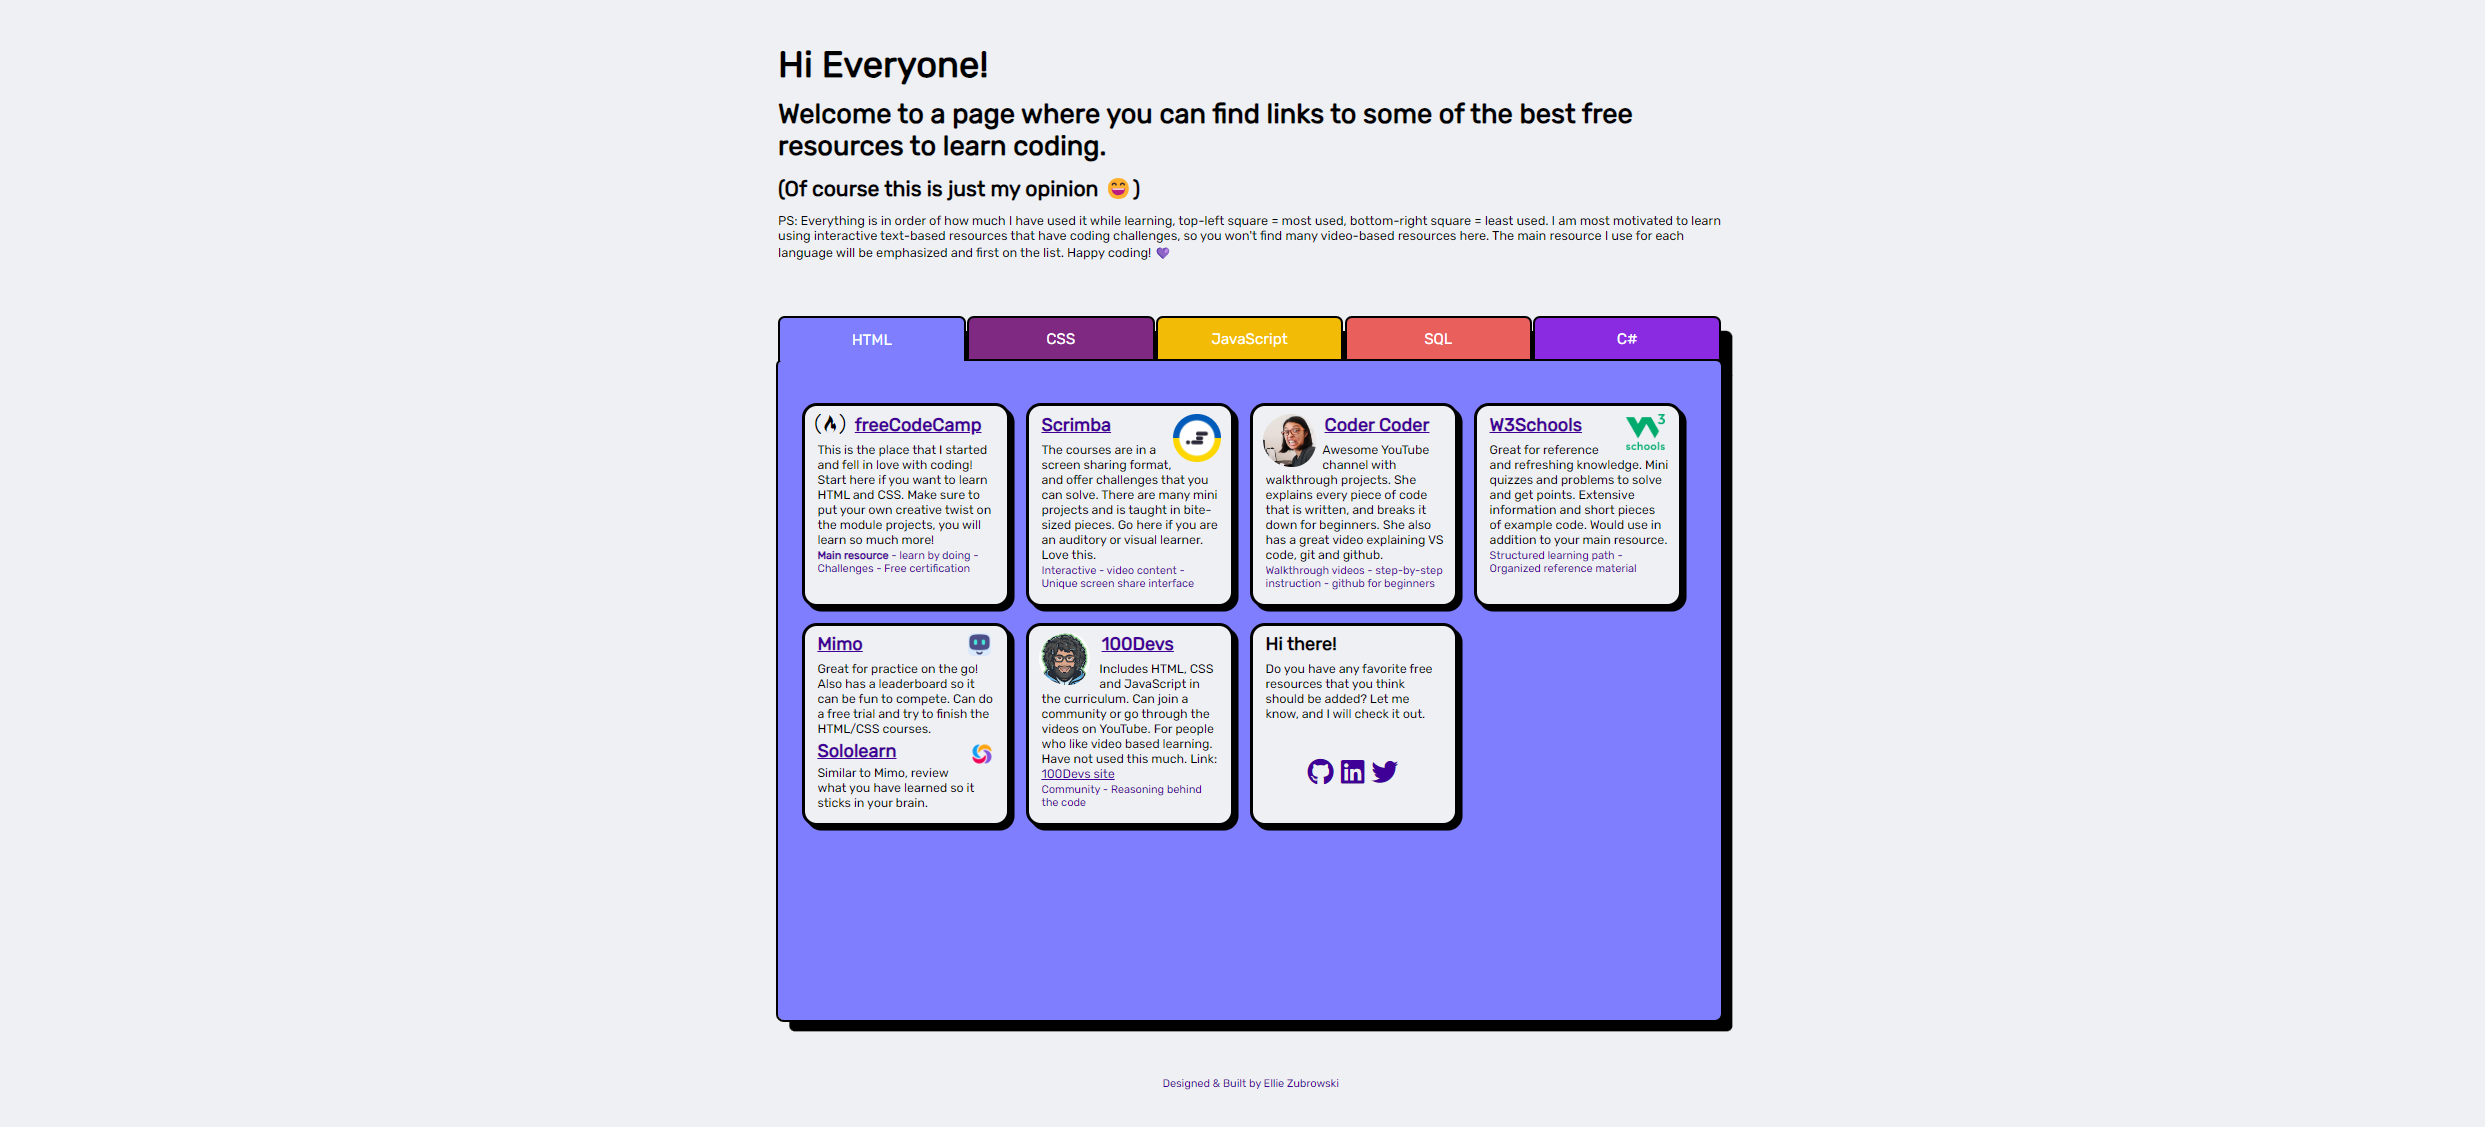 Hi Everyone!
Welcome to a page where you can find links to some of the best free
resources to learn coding.
(Of course this is just my opinion 😄 )
PS: Everything is in order of how much I have used it while learning, top-left square = most used, bottom-right square = least used. I am most motivated to learn
using interactive text-based resources that have coding challenges, so you won't find many video-based resources here. The main resource I use for each
language will be emphasized and first on the list. Happy coding! 💜
HTML
CSS
JavaScript
SQL
C#
freeCodeCamp
This is the place that I started
and fell in love with coding!
Start here if you want to learn
HTML and CSS. Make sure to
put your own creative twist on
the module projects, you will
learn so much more!
Main resource - learn by doing -
Challenges - Free certification
Scrimba
The courses are in a
screen sharing format,
and offer challenges that you
can solve. There are many mini
projects and is taught in bite-
sized pieces. Go here if you are
an auditory or visual learner.
Love this.
Interactive - video content -
Unique screen share interface
Coder Coder
Awesome YouTube
channel with
walkthrough projects. She
explains every piece of code
that is written, and breaks it
down for beginners. She also
has a great video explaining VS
code, git and github.
Walkthrough videos - step-by-step
instruction - github for beginners
W3Schools
3
schools
Great for reference
and refreshing knowledge. Mini
quizzes and problems to solve
and get points. Extensive
information and short pieces
of example code. Would use in
addition to your main resource.
Structured learning path -
Organized reference material
Mimo
Great for practice on the go!
Also has a leaderboard so it
can be fun to compete. Can do
a free trial and try to finish the
HTML/CSS courses.
Sololearn
Similar to Mimo, review
what you have learned so it
sticks in your brain.
100Devs
Includes HTML, CSS
and JavaScript in
the curriculum. Can join a
community or go through the
videos on YouTube. For people
who like video based learning.
Have not used this much. Link:
100Devs site
Community - Reasoning behind
the code
Hi there!
Do you have any favorite free
resources that you think
should be added? Let me
know, and I will check it out.
in
Designed & Built by Ellie Zubrowski